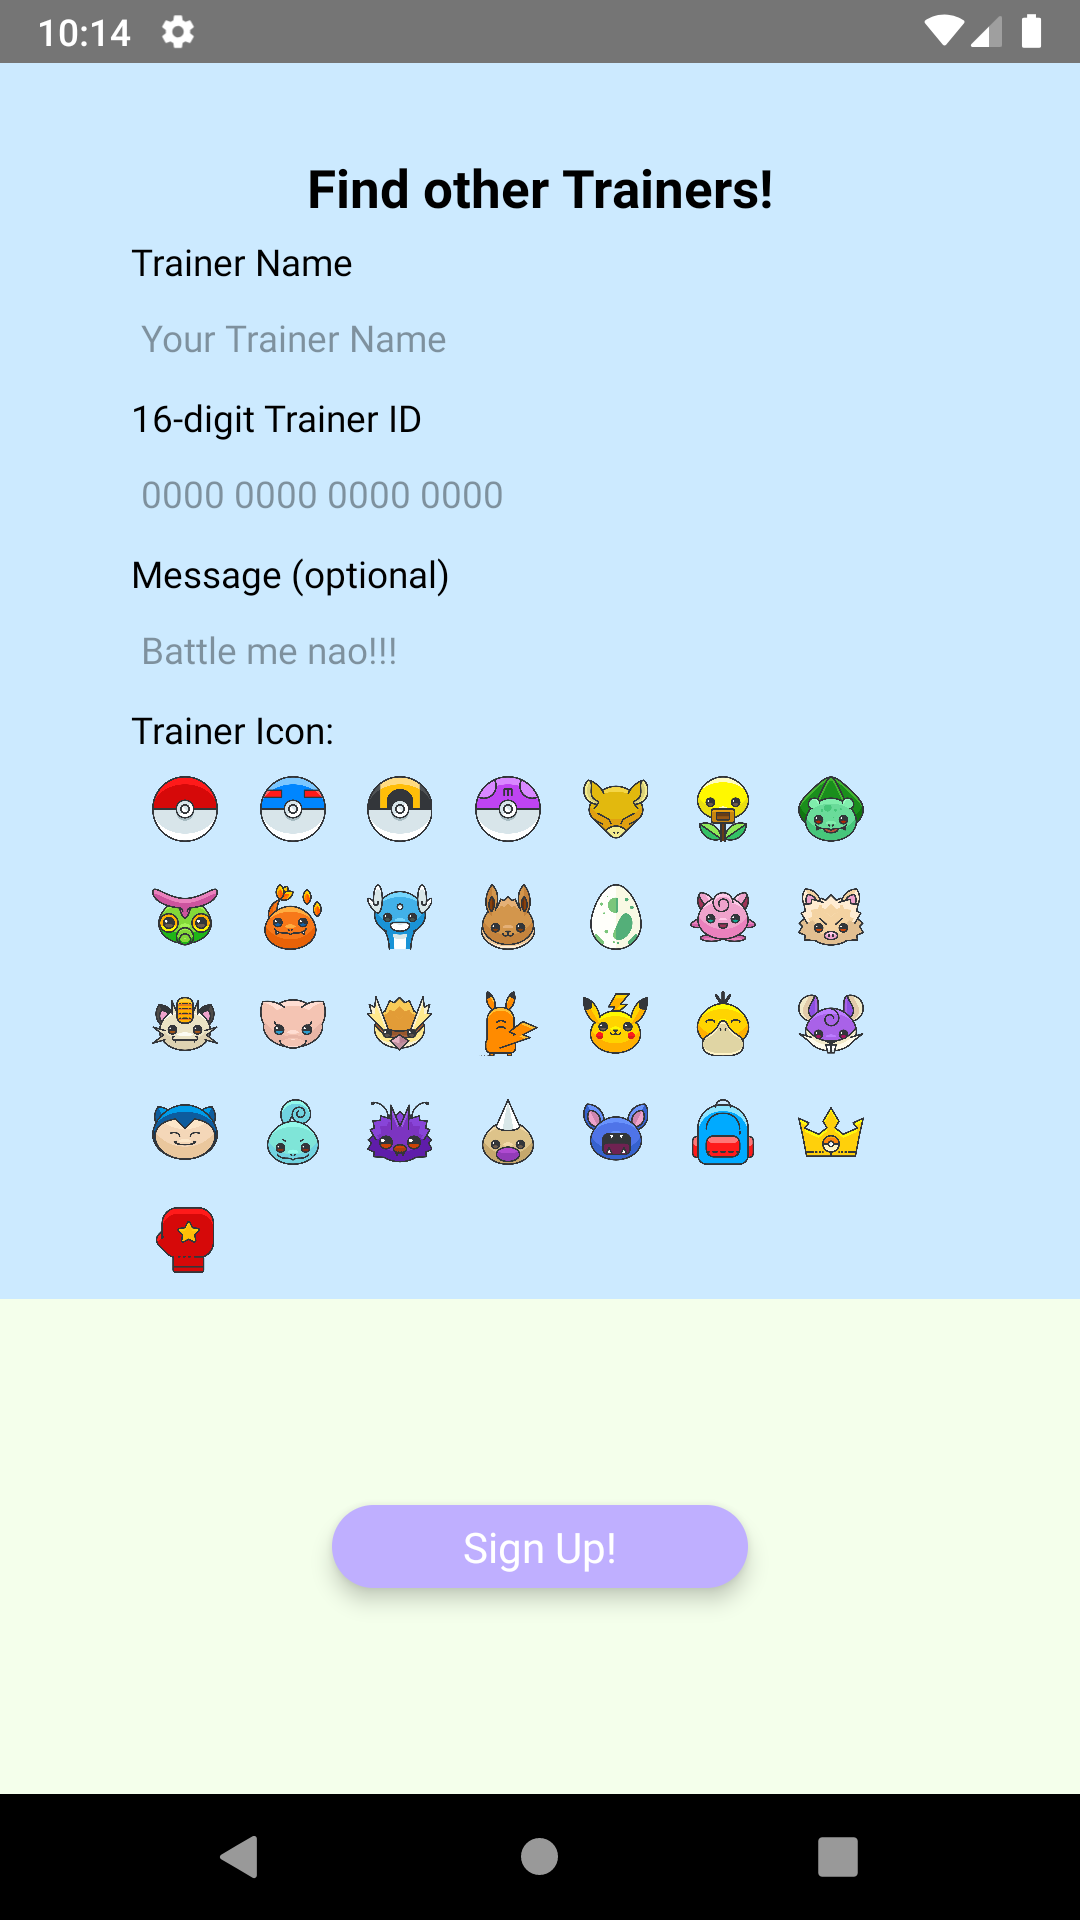 10:14
Find other Trainers!
Trainer Name
Your Trainer Name
16-digit Trainer ID
0000 0000 0000 0000
Message (optional)
Battle me nao!!!
Trainer Icon:
m
Sign Up!